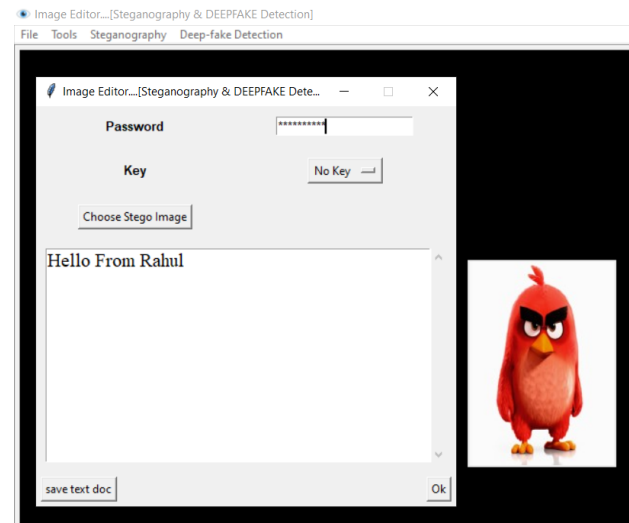 Image Editor....[Steganography & DEEPFAKE Detection]
File Tools Steganography Deep-fake Detection
Image Editor....[Steganography & DEEPFAKE Dete...
Password **********
Key No Key
Choose Stego Image
Hello From Rahul
save text doc Ok